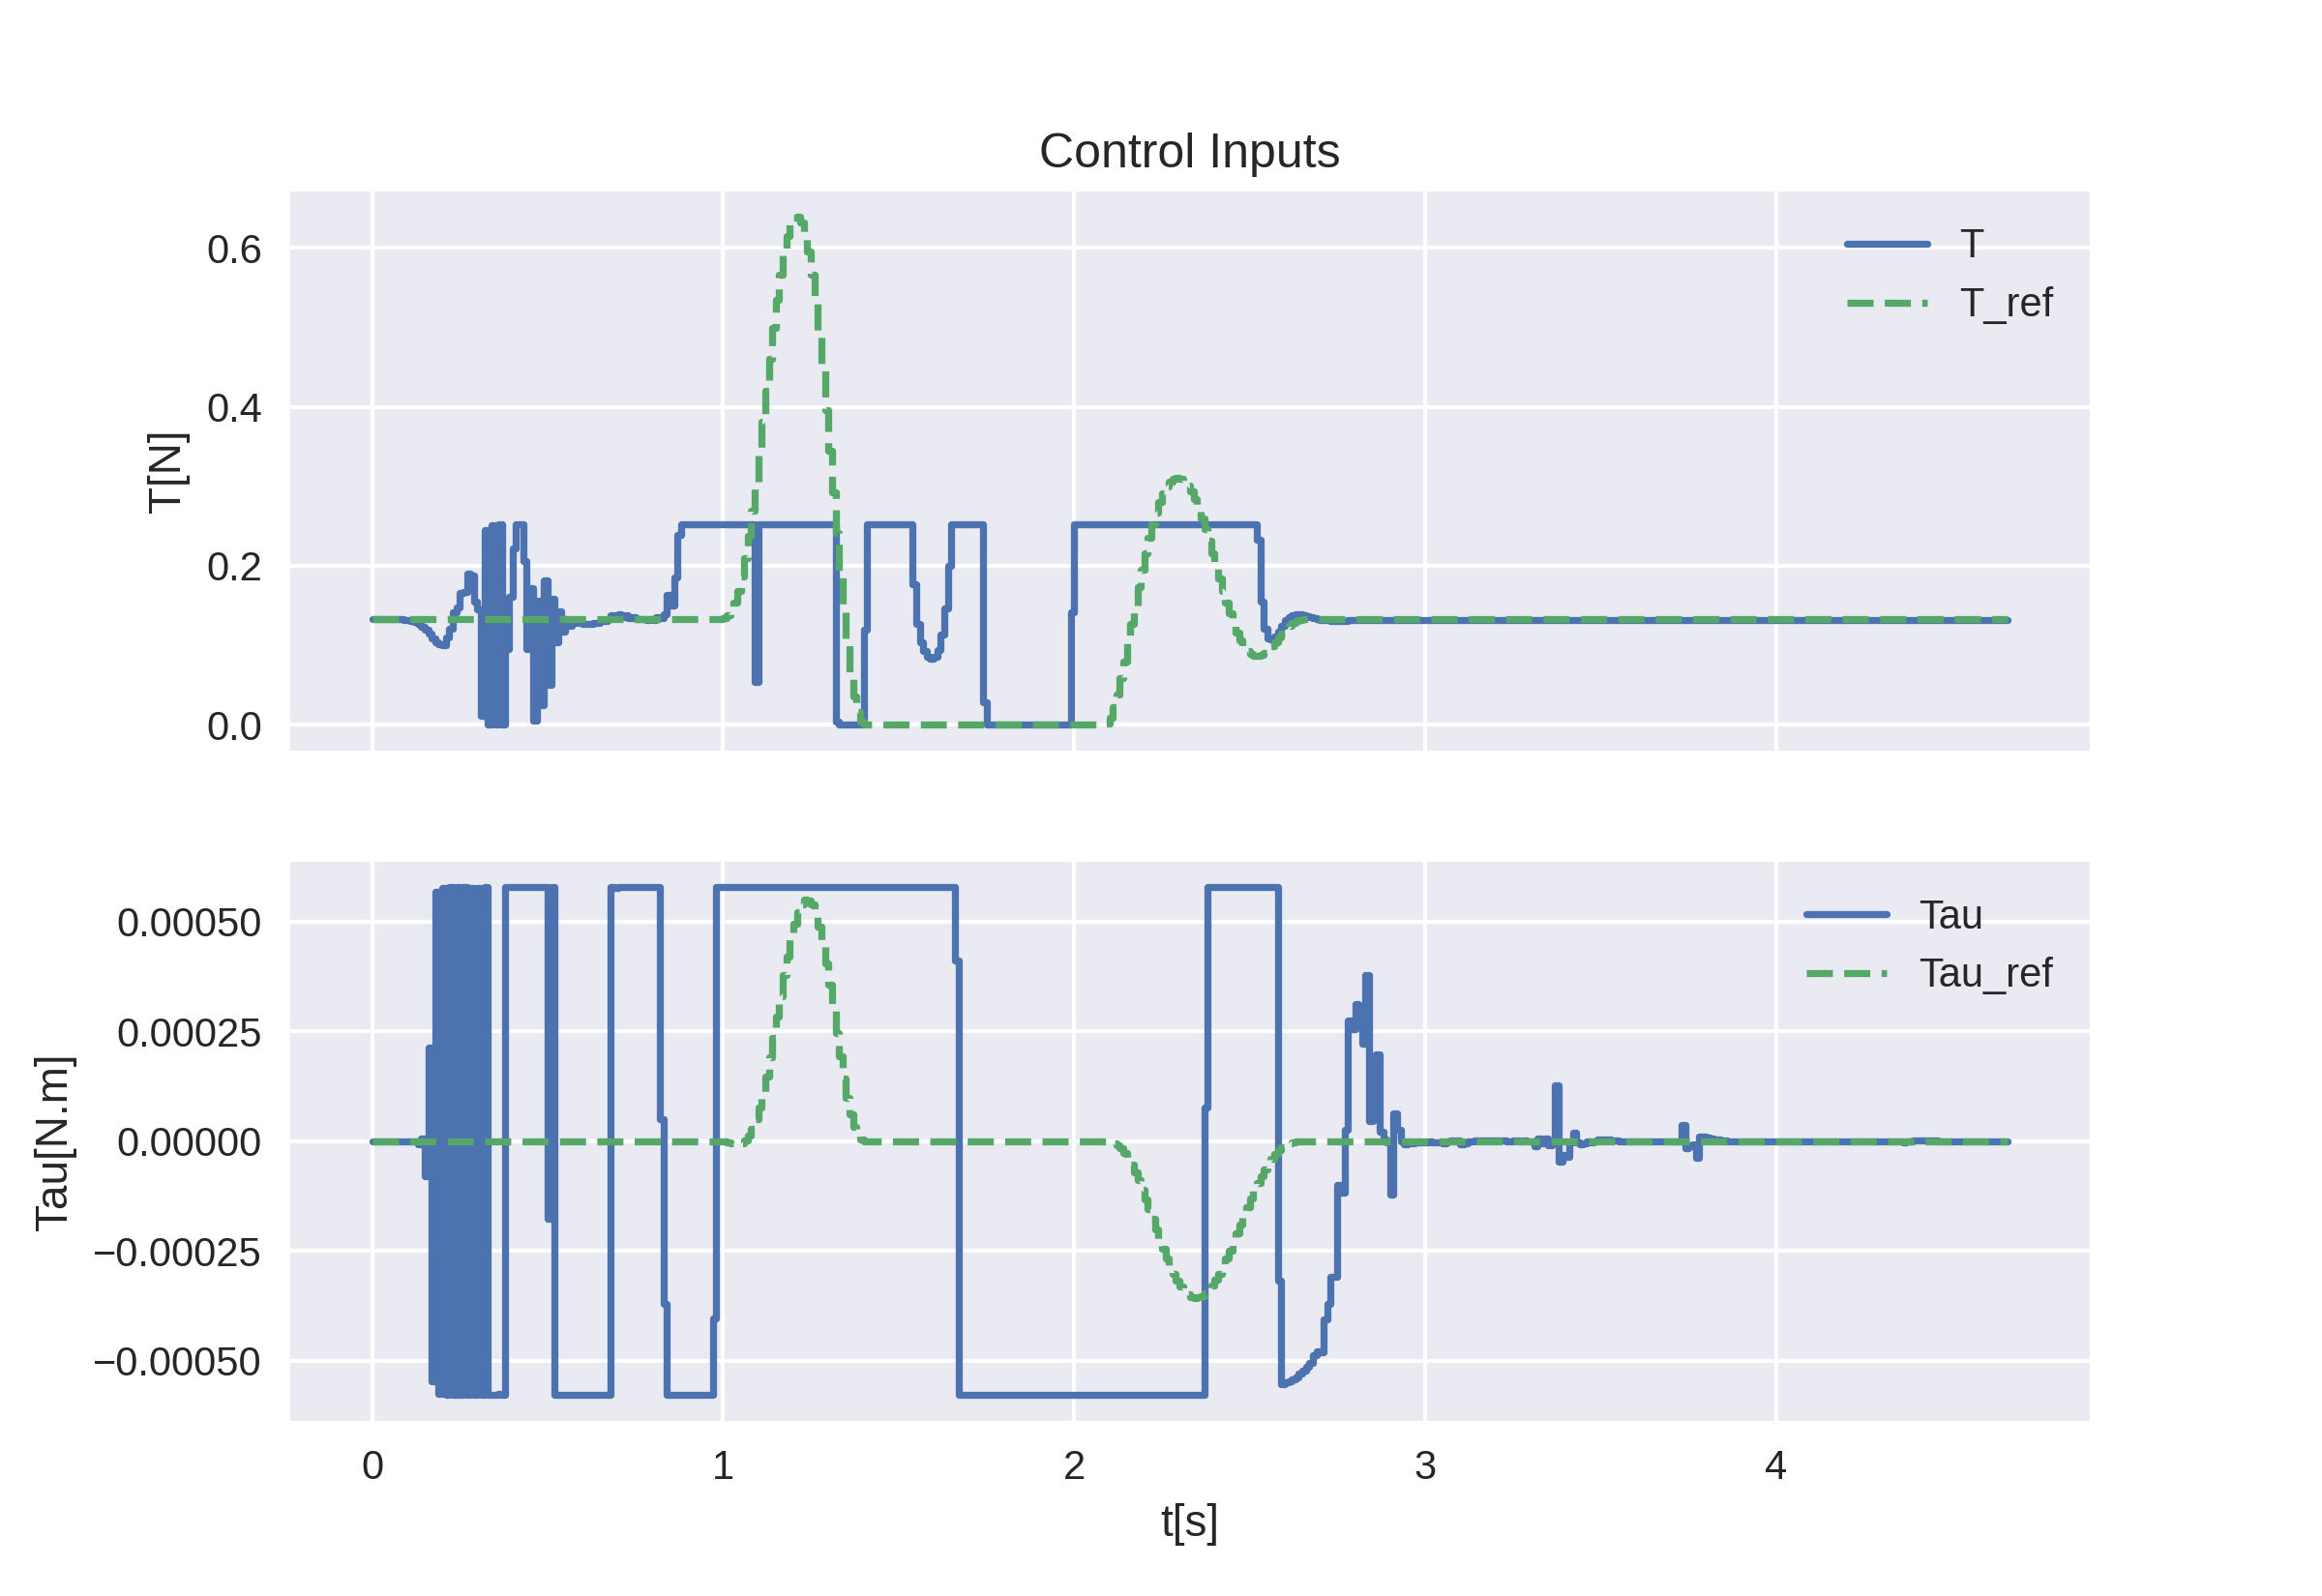 Control Inputs
T[N]
0.6
0.4
0.2
0.0
T
T_ref
Tau[N.m]
0.00050
0.00025
0.00000
−0.00025
−0.00050
Tau
Tau_ref
0 1 2 3 4
t[s]